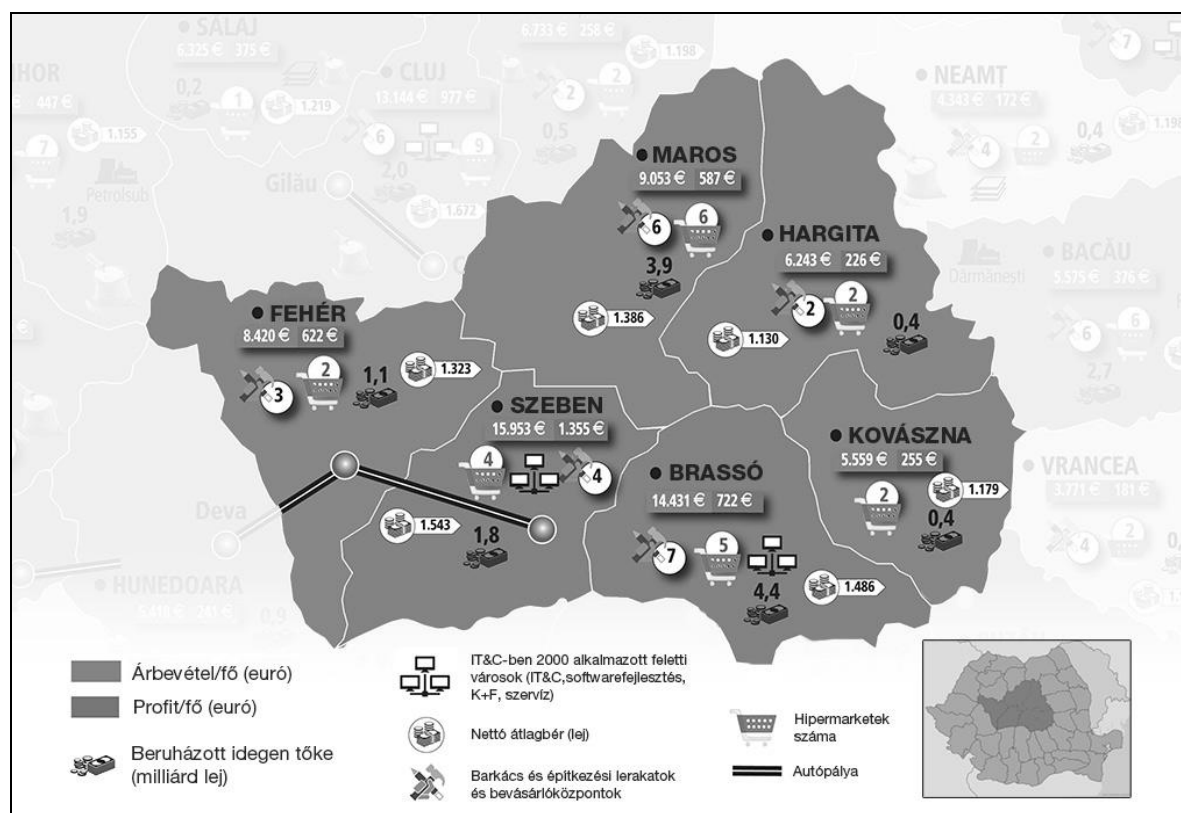 SĂLAJ
6.325 € 375 €
0,2
1
1.219
6.733 € 258 €
1.198
2
2
0,5
CLUJ
13.144 € 977 €
6
9
2,0
1.672
IHOR
447 €
7
1.155
Petrolsub
1,9
Gilău
7
NEAMȚ
4.343 € 172 €
4
2
0,4
MAROS
9.053 € 587 €
6
6
3,9
1.386
HARGITA
6.243 € 226 €
2
2
0,4
1.130
Dărmănești
BACĂU
5.575 € 376 €
6
6
2,7
FEHÉR
8.420 € 622 €
3
2
1,1
1.323
SZEBEN
15.953 € 1.355 €
4
4
1.543
1,8
BRASSÓ
14.431 € 722 €
7
5
4,4
1.486
KOVÁSZNA
5.559 € 255 €
2
1.179
0,4
VRANCEA
3.771 € 181 €
4
2
Deva
HUNEDOARA
5.410 € 241 €
0,9
Árbevétel/fő (euró)
Profit/fő (euró)
Beruházott idegen tőke
(milliárd lej)
IT&C-ben 2000 alkalmazott feletti
városok (IT&C,softwarefejlesztés,
K+F, szervíz)
Nettó átlagbér (lej)
Barkács és építkezési lerakatok
és bevásárlóközpontok
Hipermarketek
száma
Autópálya